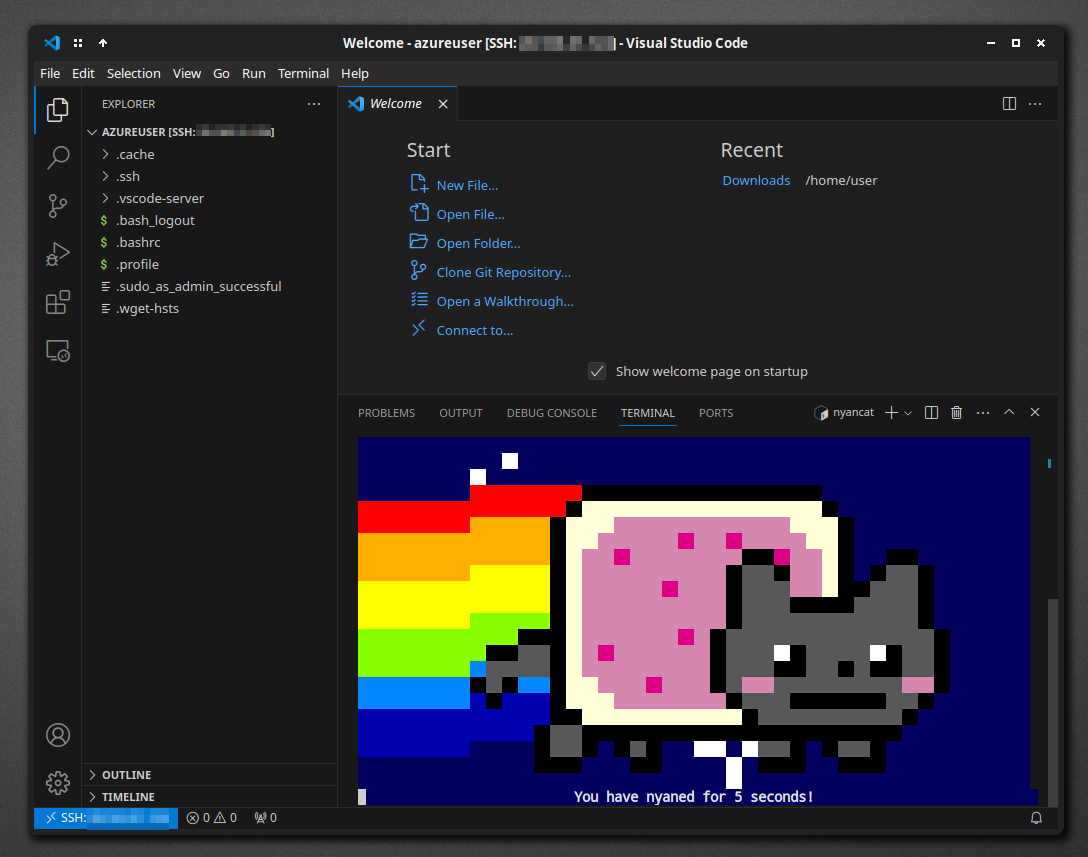 Welcome - azureuser [SSH: ] - Visual Studio Code
File Edit Selection View Go Run Terminal Help
EXPLORER
AZUREUSER [SSH: ]
.cache
.ssh
.vscode-server
$ .bash_logout
$ .bashrc
$ .profile
.sudo_as_admin_successful
.wget-hsts
OUTLINE
TIMELINE
Welcome
Start
New File...
Open File...
Open Folder...
Clone Git Repository...
Open a Walkthrough...
Connect to...
Recent
Downloads /home/user
Show welcome page on startup
PROBLEMS OUTPUT DEBUG CONSOLE TERMINAL PORTS
nyancat
You have nyaned for 5 seconds!
SSH: 0 0 0